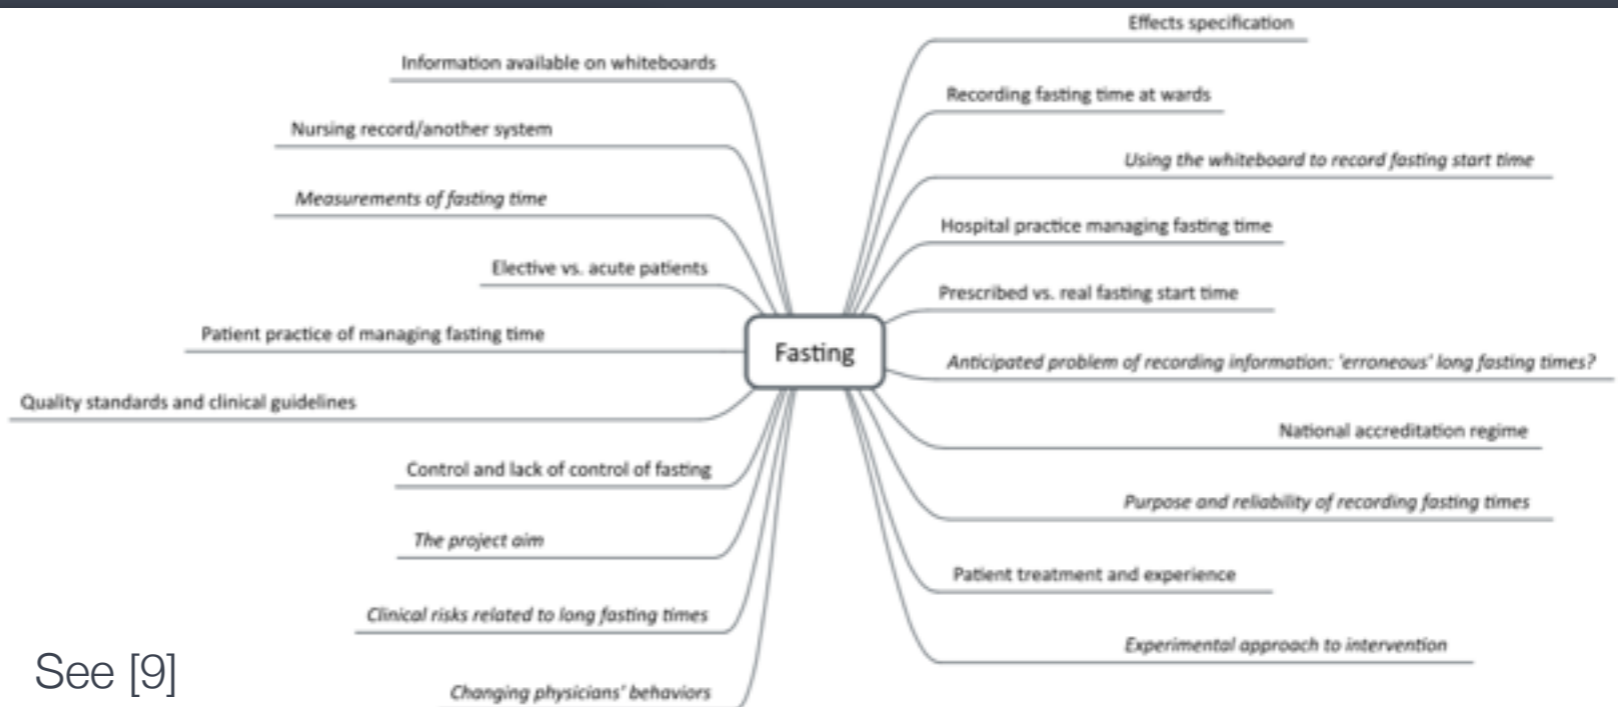 Effects specification
Information available on whiteboards
Recording fasting time at wards
Nursing record/another system
Using the whiteboard to record fasting start time
Measurements of fasting time
Hospital practice managing fasting time
Elective vs. acute patients
Prescribed vs. real fasting start time
Patient practice of managing fasting time
Fasting
Anticipated problem of recording information: 'erroneous' long fasting times?
Quality standards and clinical guidelines
National accreditation regime
Control and lack of control of fasting
Purpose and reliability of recording fasting times
The project aim
Patient treatment and experience
Clinical risks related to long fasting times
Experimental approach to intervention
See [9]
Changing physicians' behaviors